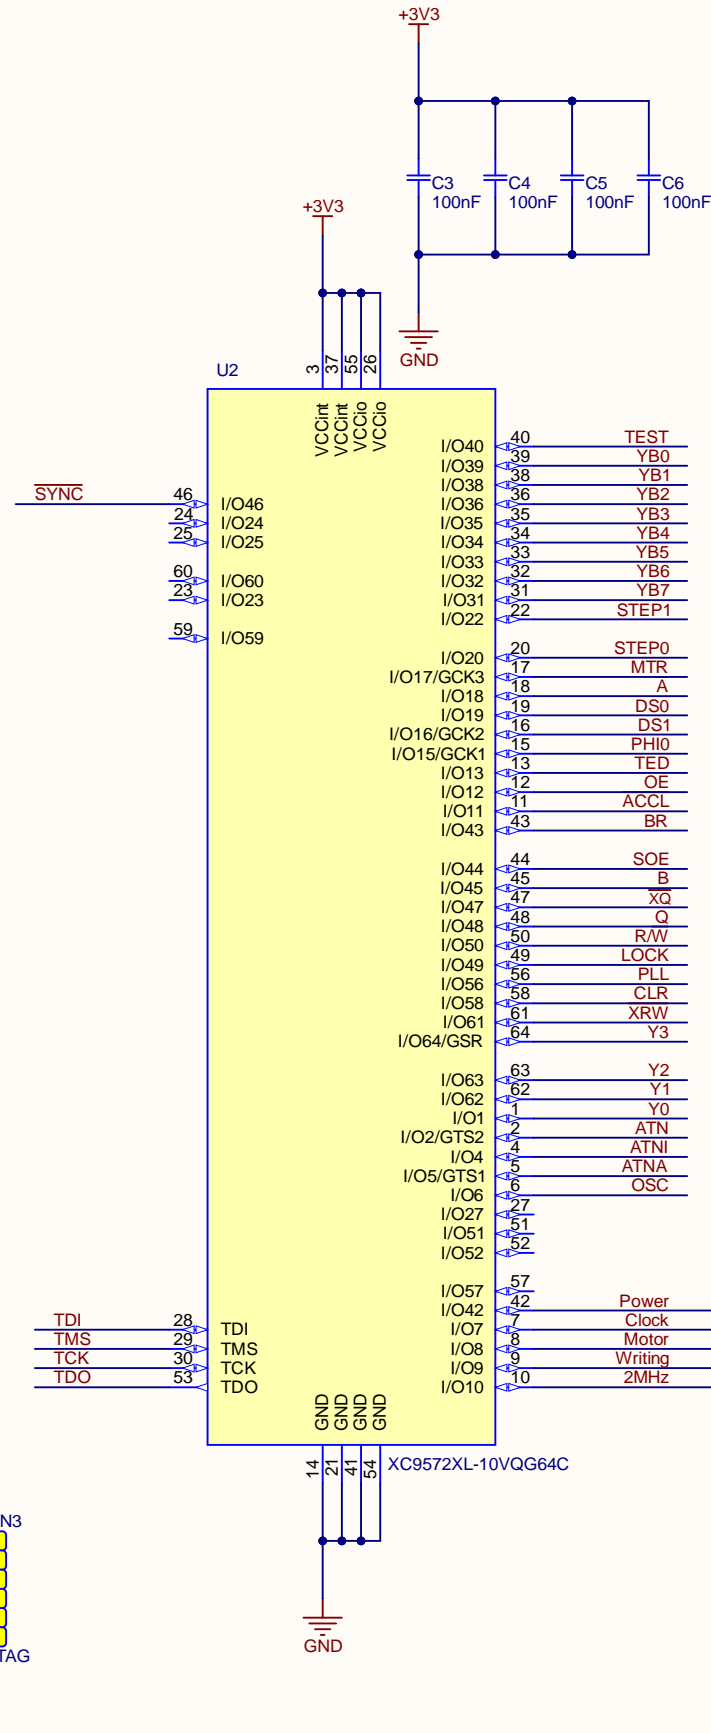 +3V3
C3
100nF
C4
100nF
C5
100nF
C6
100nF
GND
+3V3
U2
3
37
55
26
VCCint
VCCint
VCCio
VCCio
SYNC 46 I/O46
24 I/O24
25 I/O25
60 I/O60
23 I/O23
59 I/O59
I/O40 40 TEST
I/O39 39 YB0
I/O38 38 YB1
I/O36 36 YB2
I/O35 35 YB3
I/O34 34 YB4
I/O33 33 YB5
I/O32 32 YB6
I/O31 31 YB7
I/O22 22 STEP1
I/O20 20 STEP0
I/O17/GCK3 17 MTR
I/O18 18 A
I/O19 19 DS0
I/O16/GCK2 16 DS1
I/O15/GCK1 15 PHI0
I/O13 13 TED
I/O12 12 OE
I/O11 11 ACCL
I/O43 43 BR
I/O44 44 SOE
I/O45 45 B
I/O47 47 XQ
I/O48 48 Q
I/O50 50 R/W
I/O49 49 LOCK
I/O56 56 PLL
I/O58 58 CLR
I/O61 61 XRW
I/O64/GSR 64 Y3
I/O63 63 Y2
I/O62 62 Y1
I/O1 1 Y0
I/O2/GTS2 2 ATN
I/O4 4 ATNI
I/O5/GTS1 5 ATNA
I/O6 6 OSC
I/O27 27
I/O51 51
I/O52 52
I/O57 57
I/O42 42 Power
I/O7 7 Clock
I/O8 8 Motor
I/O9 9 Writing
I/O10 10 2MHz
TDI 28 TDI
TMS 29 TMS
TCK 30 TCK
TDO 53 TDO
GND
GND
GND
GND
14
21
41
54
XC9572XL-10VQG64C
GND
N3
TAG